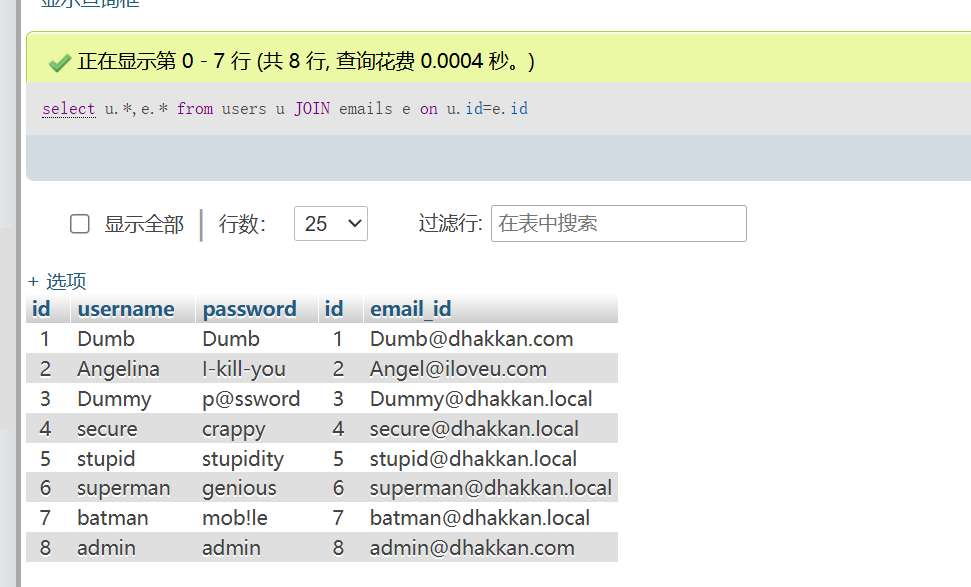 显示查询框
正在显示第 0 - 7 行 (共 8 行, 查询花费 0.0004 秒。)
select u.*,e.* from users u JOIN emails e on u.id=e.id
显示全部 行数: 25 过滤行: 在表中搜索
+ 选项
id username password id email_id
1 Dumb Dumb 1 Dumb@dhakkan.com
2 Angelina I-kill-you 2 Angel@iloveu.com
3 Dummy p@ssword 3 Dummy@dhakkan.local
4 secure crappy 4 secure@dhakkan.local
5 stupid stupidity 5 stupid@dhakkan.local
6 superman genious 6 superman@dhakkan.local
7 batman mob!le 7 batman@dhakkan.local
8 admin admin 8 admin@dhakkan.com